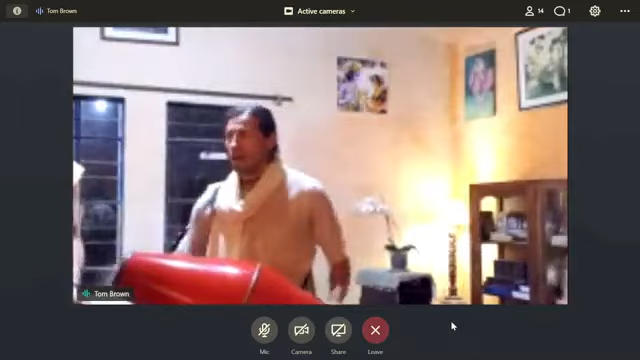 Tom Brown
Active cameras
14
1
Tom Brown
Mic
Camera
Share
Leave